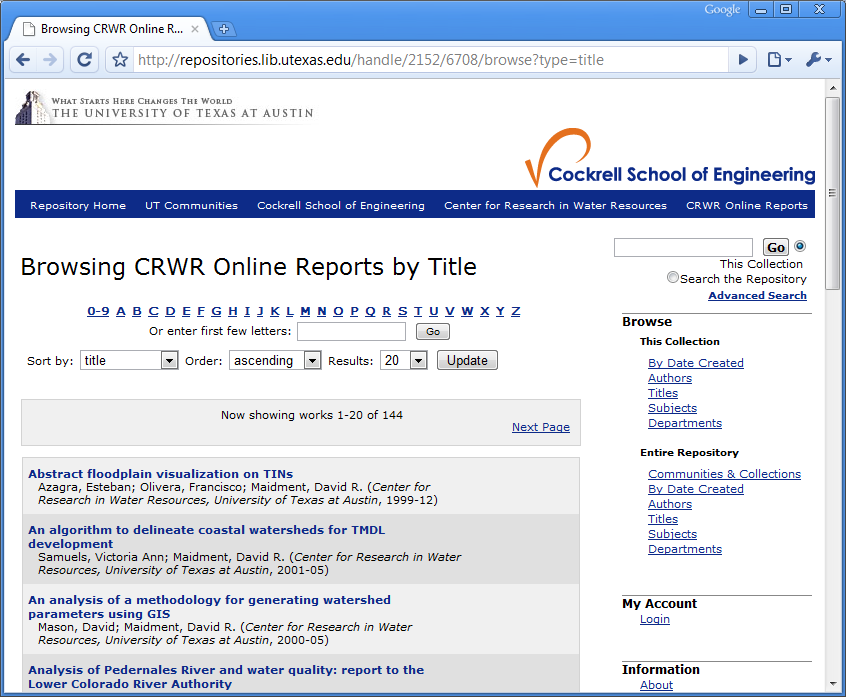 Google
Browsing CRWR Online R...
http://repositories.lib.utexas.edu/handle/2152/6708/browse?type=title
WHAT STARTS HERE CHANGES THE WORLD
THE UNIVERSITY OF TEXAS AT AUSTIN
Cockrell School of Engineering
Repository Home UT Communities Cockrell School of Engineering Center for Research in Water Resources CRWR Online Reports
Browsing CRWR Online Reports by Title
0-9 A B C D E F G H I J K L M N O P Q R S T U V W X Y Z
Or enter first few letters: Go
Sort by: title Order: ascending Results: 20 Update
Now showing works 1-20 of 144
Next Page
Abstract floodplain visualization on TINs
Azagra, Esteban; Olivera, Francisco; Maidment, David R. (Center for
Research in Water Resources, University of Texas at Austin, 1999-12)
An algorithm to delineate coastal watersheds for TMDL
development
Samuels, Victoria Ann; Maidment, David R. (Center for Research in Water
Resources, University of Texas at Austin, 2001-05)
An analysis of a methodology for generating watershed
parameters using GIS
Mason, David; Maidment, David R. (Center for Research in Water
Resources, University of Texas at Austin, 2000-05)
Analysis of Pedernales River and water quality: report to the
Lower Colorado River Authority
Go
This Collection
Search the Repository
Advanced Search
Browse
This Collection
By Date Created
Authors
Titles
Subjects
Departments
Entire Repository
Communities & Collections
By Date Created
Authors
Titles
Subjects
Departments
My Account
Login
Information
About